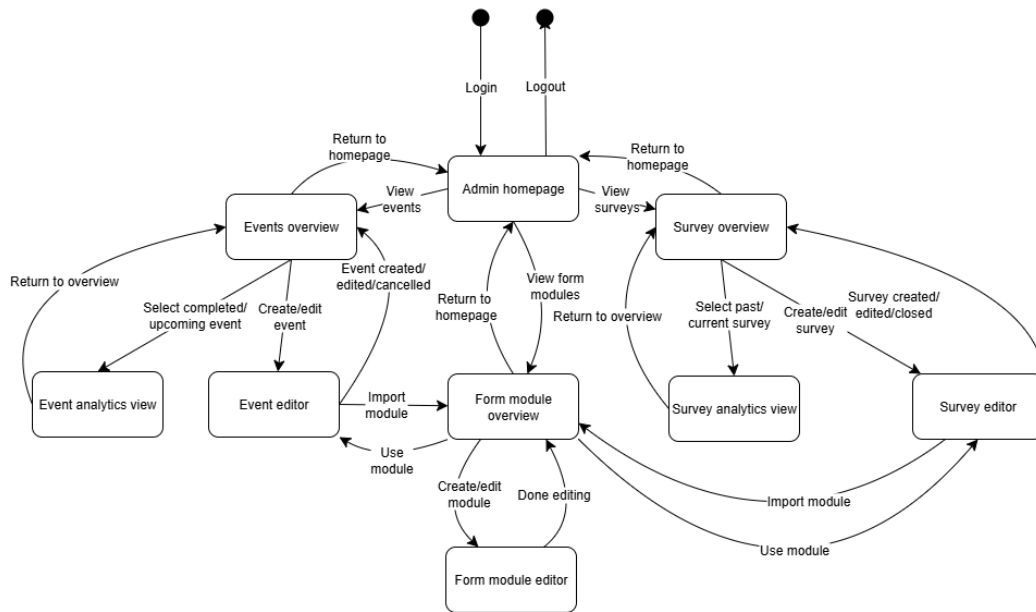 Login
Logout
Return to
homepage
Return to
homepage
Admin homepage
View
events
View
surveys
Events overview
Survey overview
Return to overview
Event created/
edited/cancelled
Select completed/
upcoming event
Create/edit
event
Return to
homepage
View form
modules
Return to overview
Select past/
current survey
Create/edit
survey
Survey created/
edited/closed
Event analytics view
Event editor
Import
module
Form module
overview
Survey analytics view
Survey editor
Use
module
Create/edit
module
Done editing
Import module
Use module
Form module editor